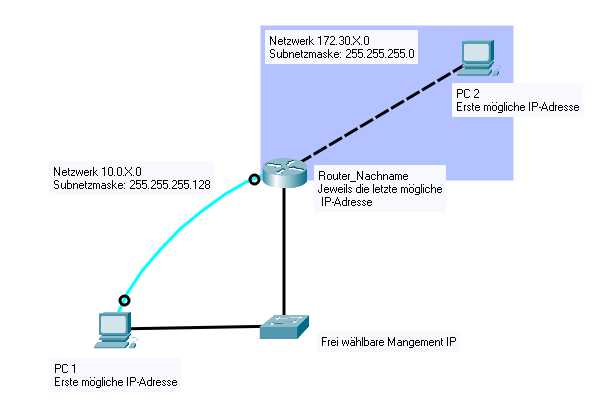 Netzwerk 172.30.X.0
Subnetzmaske: 255.255.255.0
PC 2
Erste mögliche IP-Adresse
Netzwerk 10.0.X.0
Subnetzmaske: 255.255.255.128
Router_Nachname
Jeweils die letzte mögliche
IP-Adresse
Frei wählbare Mangement IP
PC 1
Erste mögliche IP-Adresse